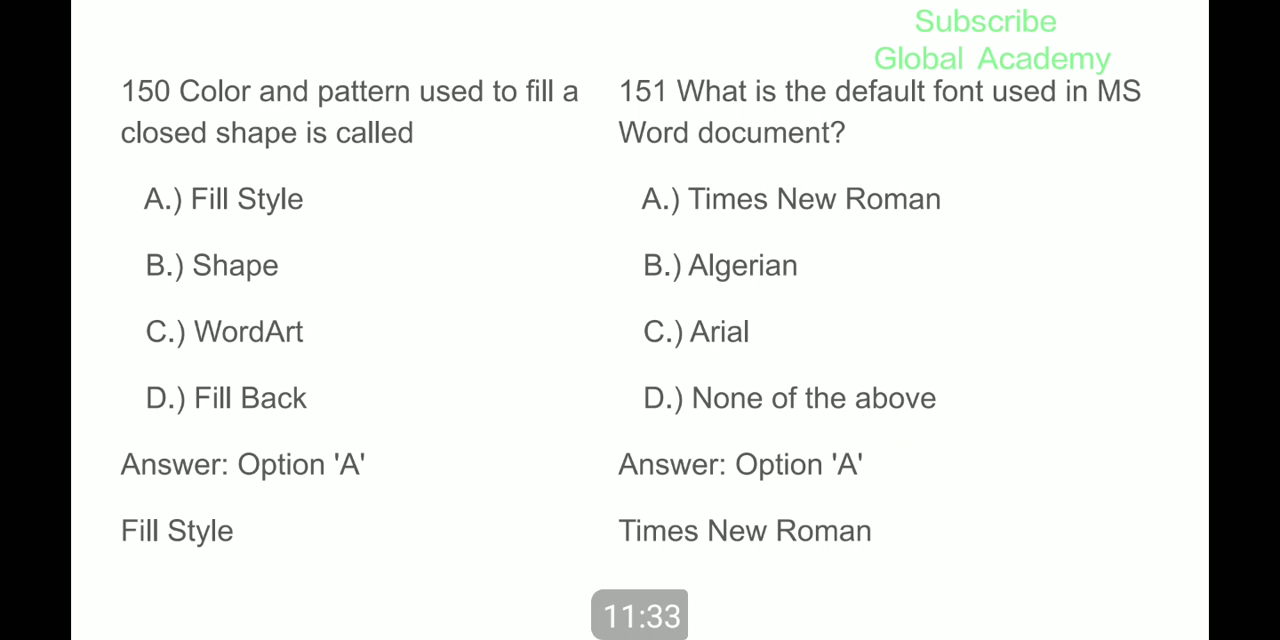 Subscribe
Global Academy
150 Color and pattern used to fill a
closed shape is called
A.) Fill Style
B.) Shape
C.) WordArt
D.) Fill Back
Answer: Option 'A'
Fill Style
151 What is the default font used in MS
Word document?
A.) Times New Roman
B.) Algerian
C.) Arial
D.) None of the above
Answer: Option 'A'
Times New Roman
11:33